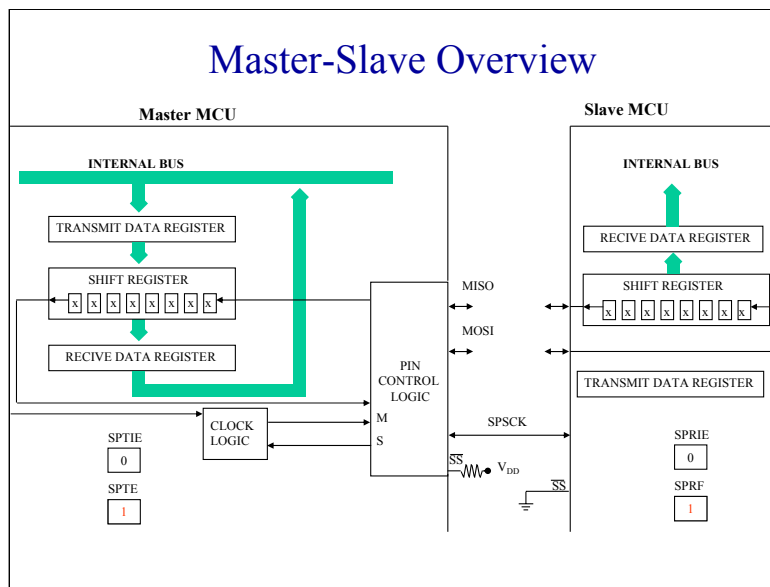 Master-Slave Overview
Master MCU
Slave MCU
INTERNAL BUS
INTERNAL BUS
TRANSMIT DATA REGISTER
RECIVE DATA REGISTER
SHIFT REGISTER
x x x x x x x x
SHIFT REGISTER
x x x x x x x x
MISO
MOSI
RECIVE DATA REGISTER
PIN
CONTROL
LOGIC
TRANSMIT DATA REGISTER
CLOCK
LOGIC
M
S
SPSCK
SPTIE
0
SPRIE
0
SS
VDD
SS
SPTE
1
SPRF
1